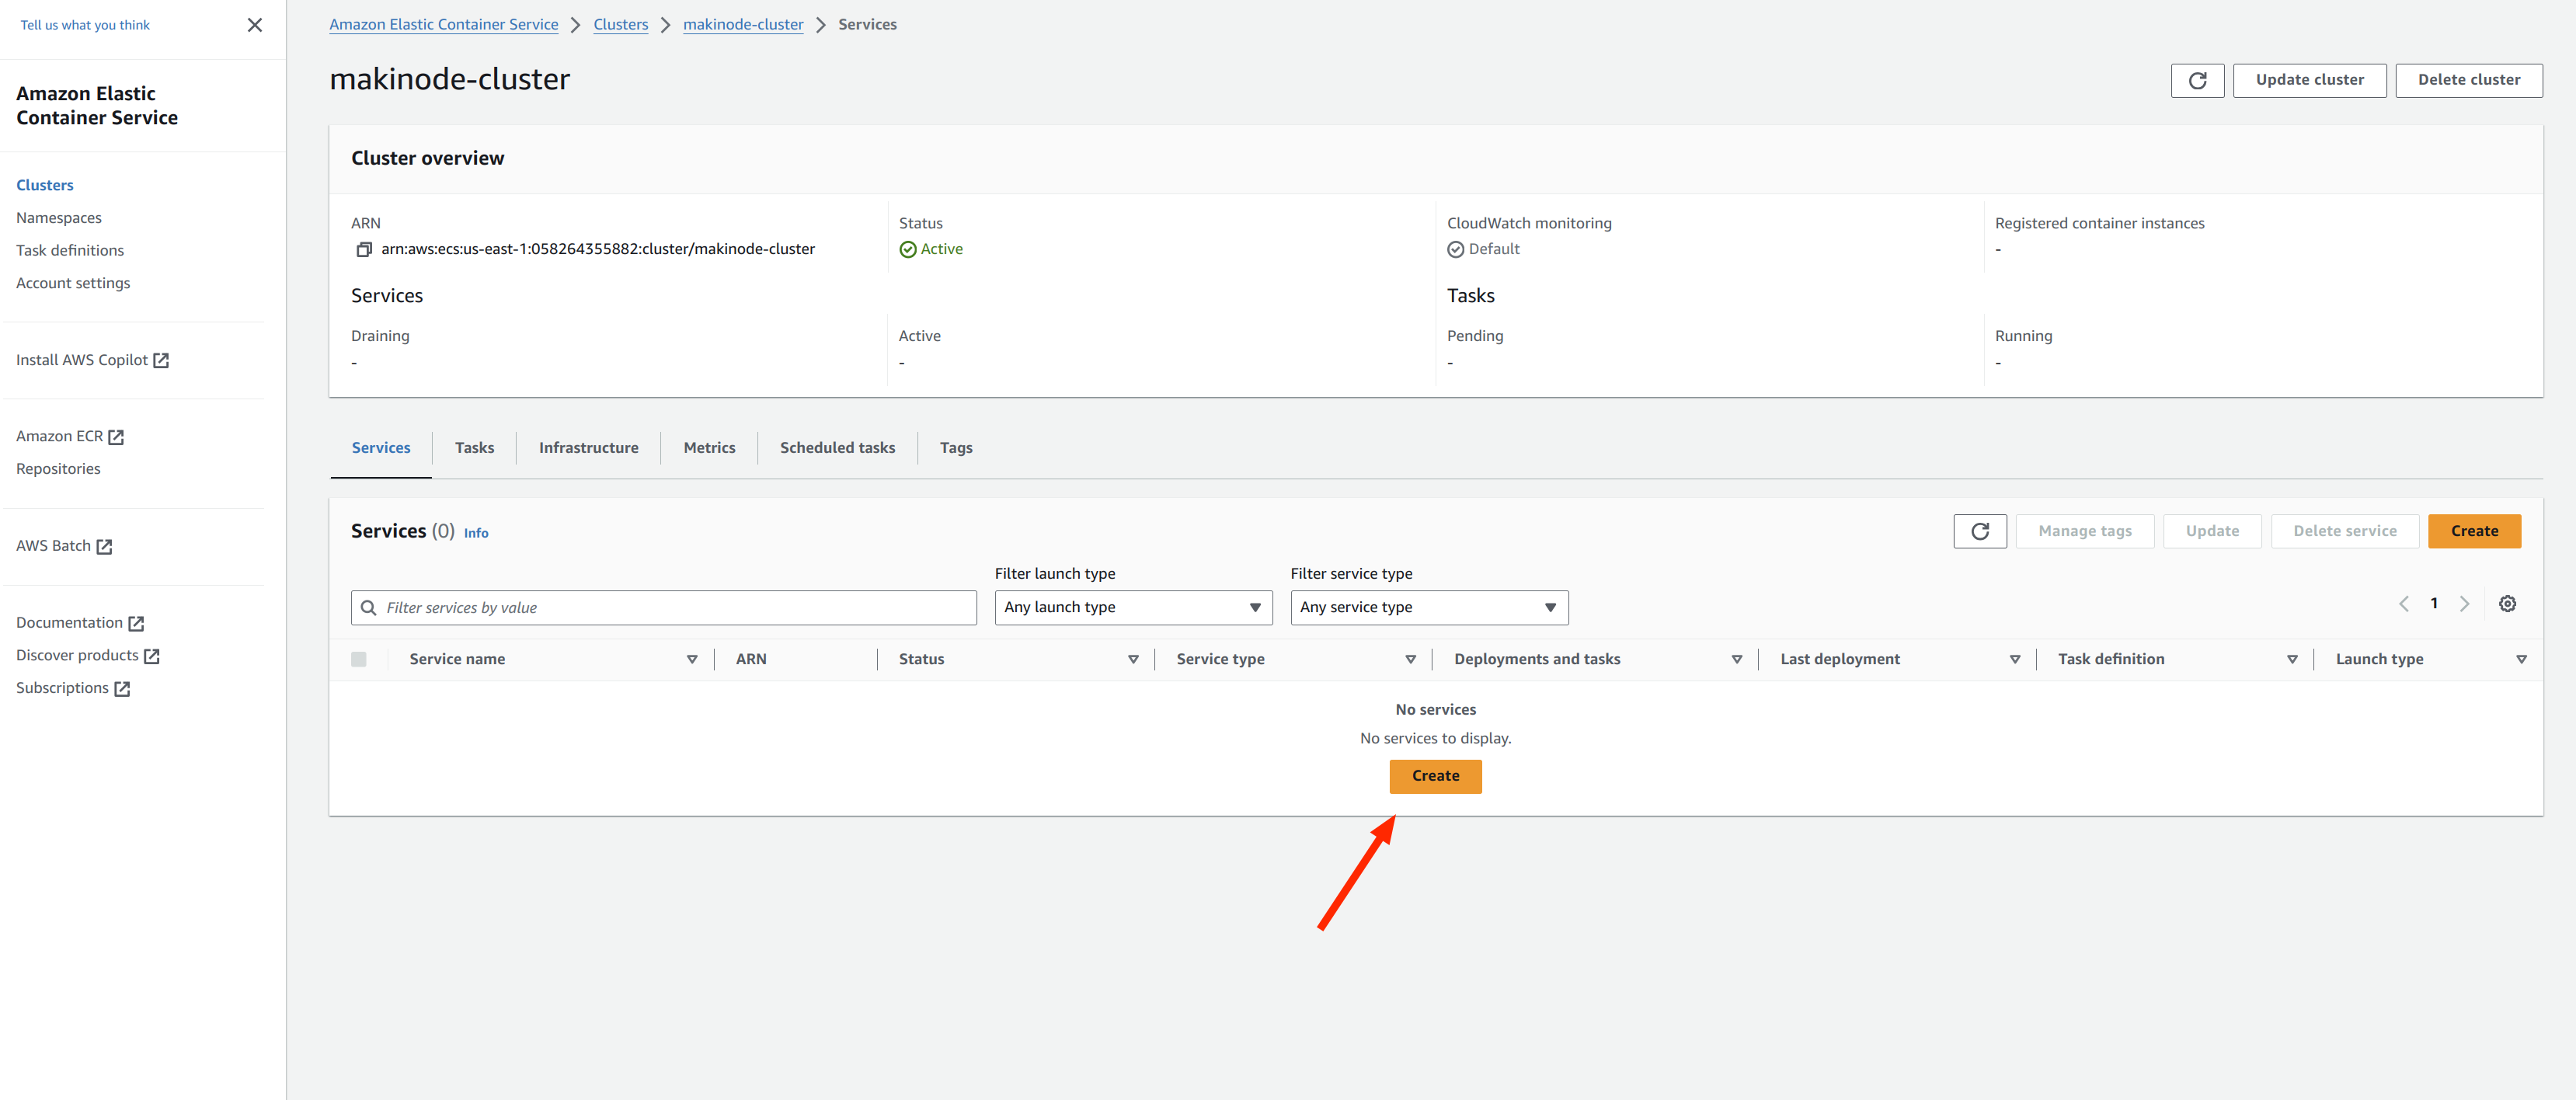 Tell us what you think
Amazon Elastic
Container Service
Clusters
Namespaces
Task definitions
Account settings
Install AWS Copilot
Amazon ECR
Repositories
AWS Batch
Documentation
Discover products
Subscriptions
Amazon Elastic Container Service Clusters makinode-cluster Services
makinode-cluster
Update cluster Delete cluster
Cluster overview
ARN Status CloudWatch monitoring Registered container instances
arn:aws:ecs:us-east-1:058264355882:cluster/makinode-cluster Active Default -
Services Tasks
Draining Active Pending Running
- - - -
Services Tasks Infrastructure Metrics Scheduled tasks Tags
Services (0) Info Manage tags Update Delete service Create
Filter launch type Filter service type
Filter services by value Any launch type Any service type 1
Service name ARN Status Service type Deployments and tasks Last deployment Task definition Launch type
No services
No services to display.
Create